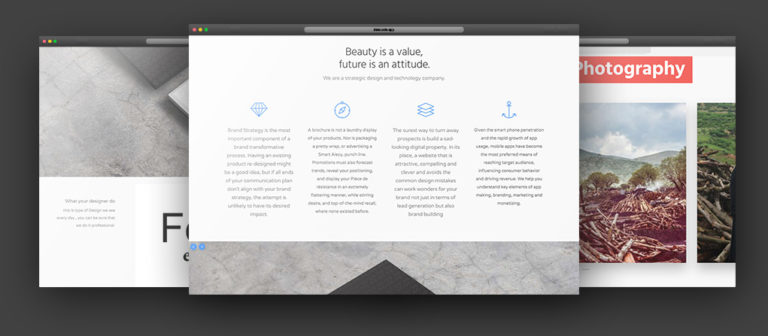 Beauty is a value,
future is an attitude.
We are a strategic design and technology company.
Brand Strategy is the most
important component of a
brand transformative
process. Having an existing
product re-designed might
be a good idea, but if all ends
of your communication plan
don't align with your brand
strategy, the attempt is
unlikely to have its desired
impact.
A brochure is not a laundry display
of your products. Nor is packaging
a pretty wrap, or advertising a
Smart Alecy, punch line.
Promotions must also forecast
trends, reveal your positioning,
and display your Piece de
resistance in an extremely
flattering manner, while stirring
desire, and top-of-the-mind recall,
where none existed before.
The surest way to turn away
prospects is build a sad-
looking digital property. In its
place, a website that is
attractive, compelling and
clever and avoids the
common design mistakes
can work wonders for your
brand not just in terms of
lead generation but also
brand building
Given the smart phone penetration
and the rapid growth of app
usage, mobile apps have become
the most preferred means of
reaching target audience,
influencing consumer behavior
and driving revenue. We help you
understand key elements of app
making, branding, marketing and
monetising.
What your designer do
this is type of Design we see
every day , you can be sure that
we do it professional.
Fe
e
Photography